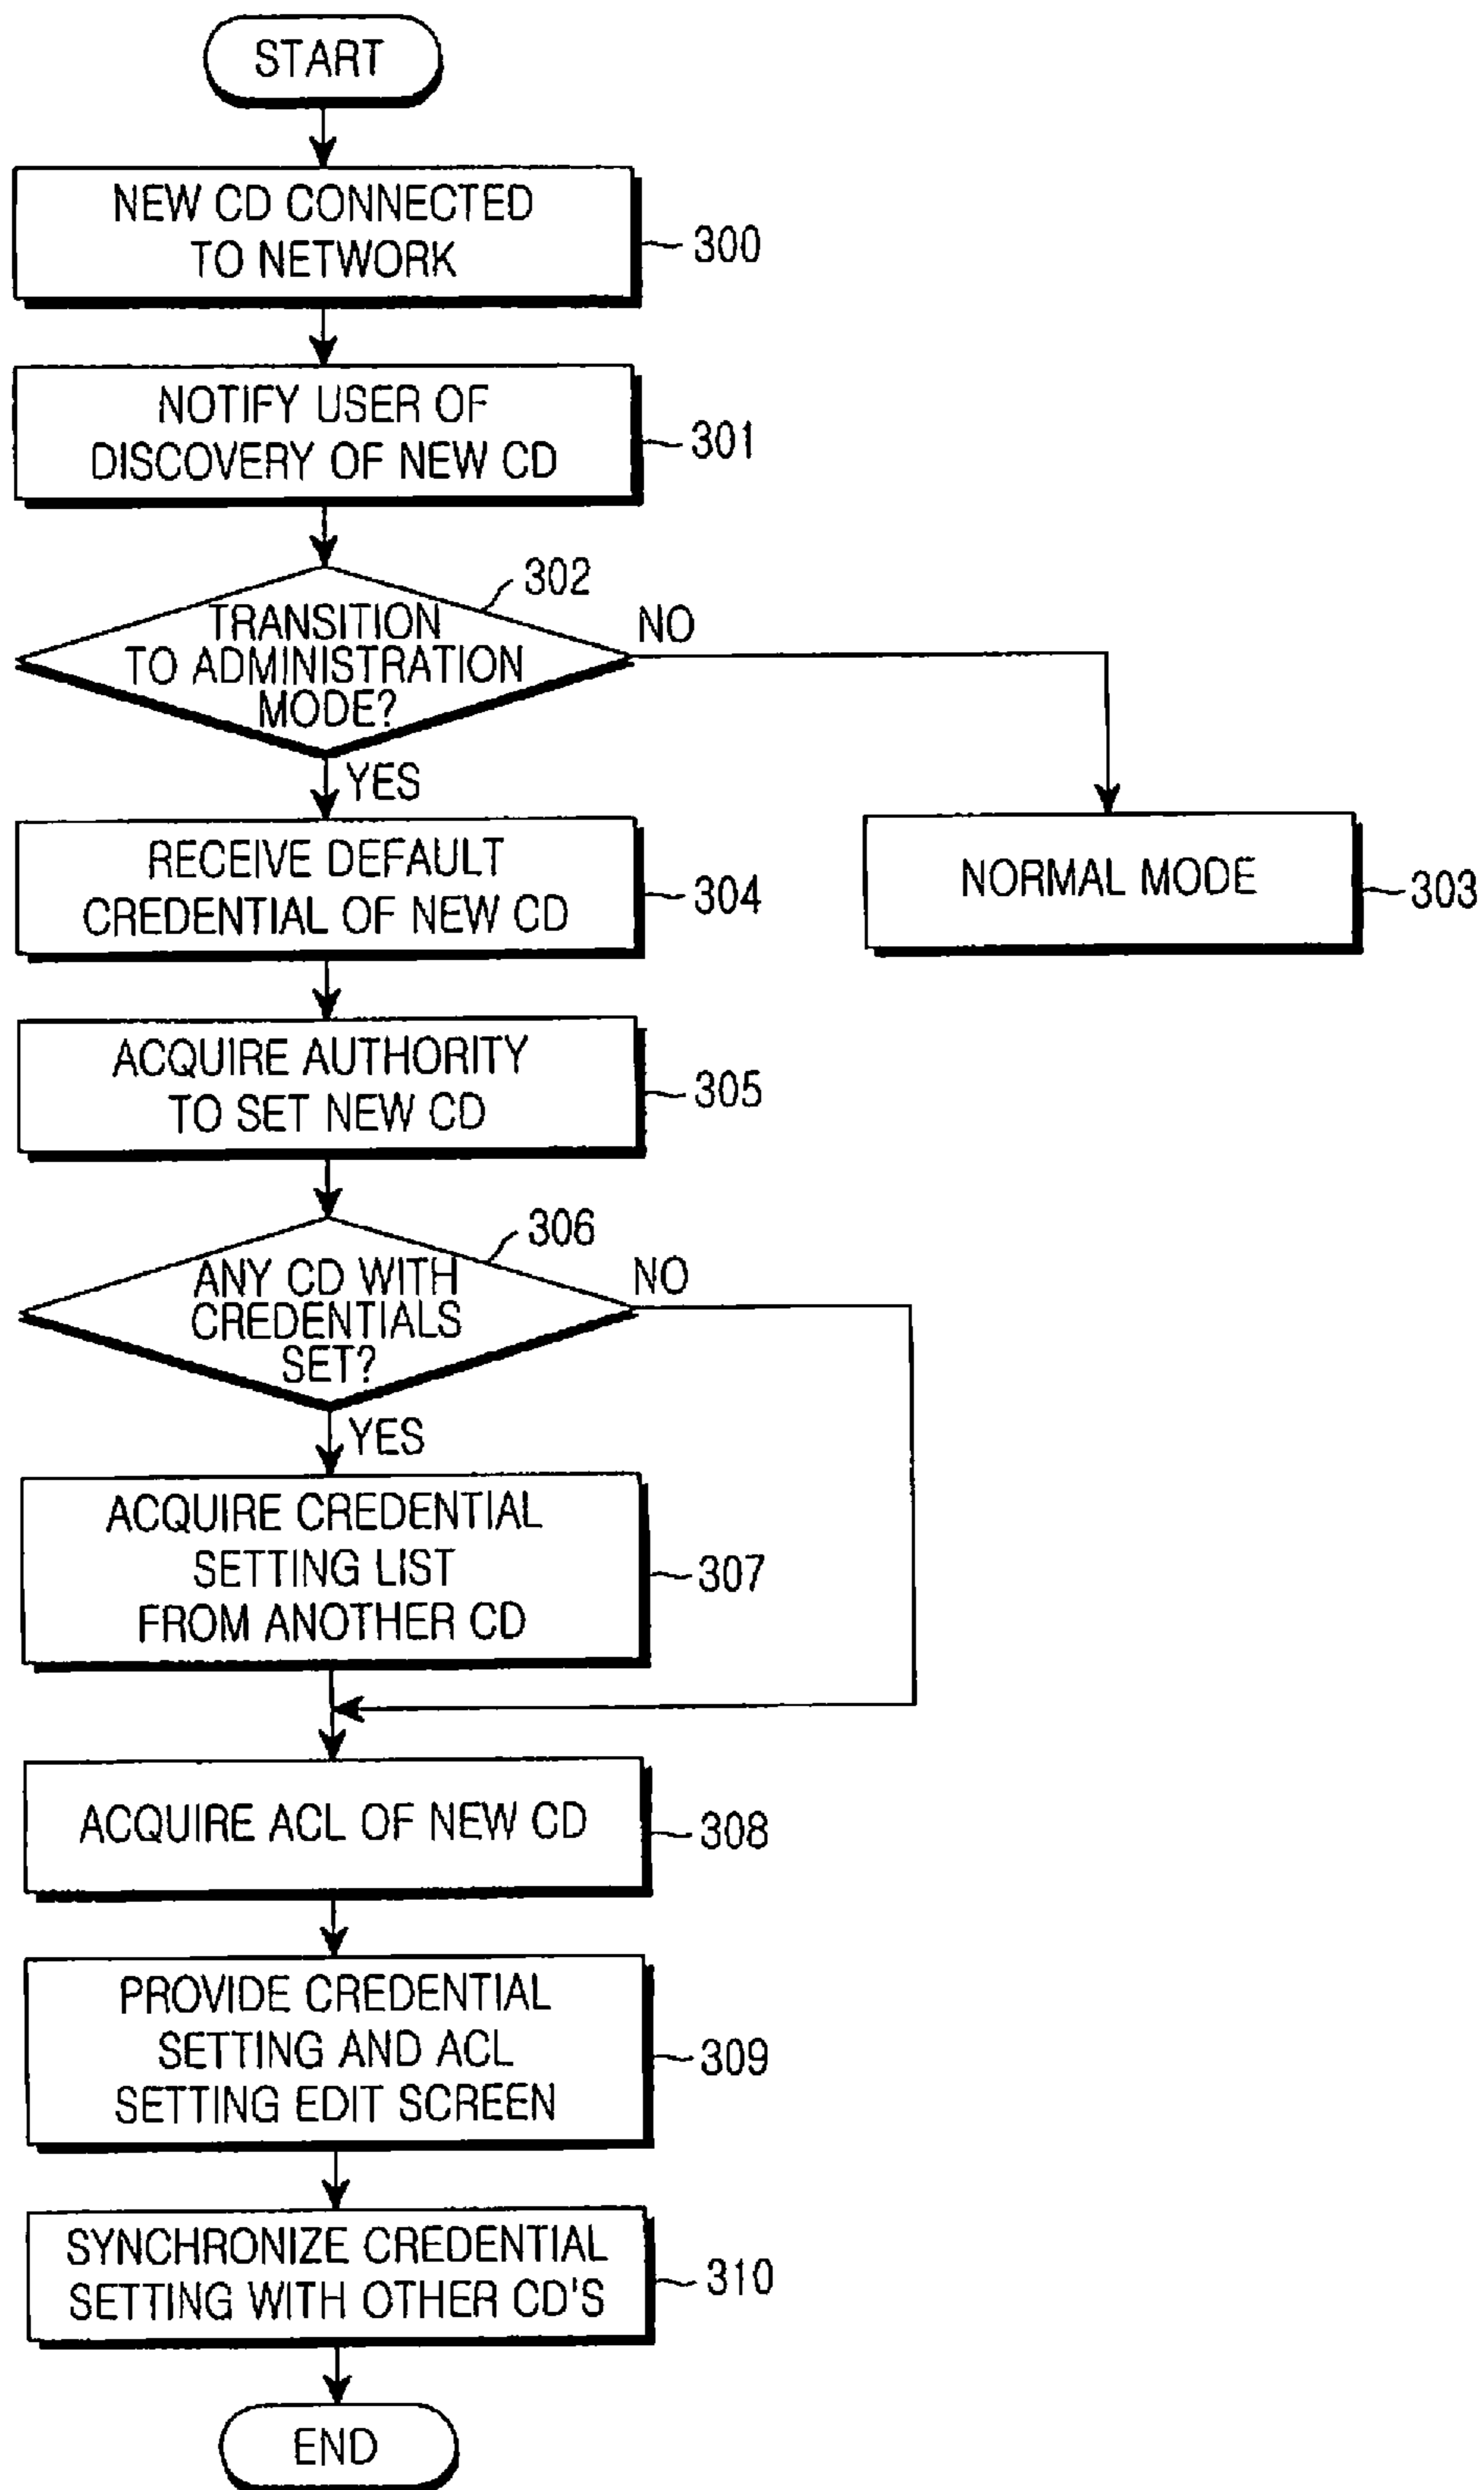 START
NEW CD CONNECTED
TO NETWORK
300
NOTIFY USER OF
DISCOVERY OF NEW CD
301
302
TRANSITION
TO ADMINISTRATION
MODE?
NO
YES
RECEIVE DEFAULT
CREDENTIAL OF NEW CD
304
NORMAL MODE
303
ACQUIRE AUTHORITY
TO SET NEW CD
305
306
ANY CD WITH
CREDENTIALS
SET?
NO
YES
ACQUIRE CREDENTIAL
SETTING LIST
FROM ANOTHER CD
307
ACQUIRE ACL OF NEW CD
308
PROVIDE CREDENTIAL
SETTING AND ACL
SETTING EDIT SCREEN
309
SYNCHRONIZE CREDENTIAL
SETTING WITH OTHER CD'S
310
END